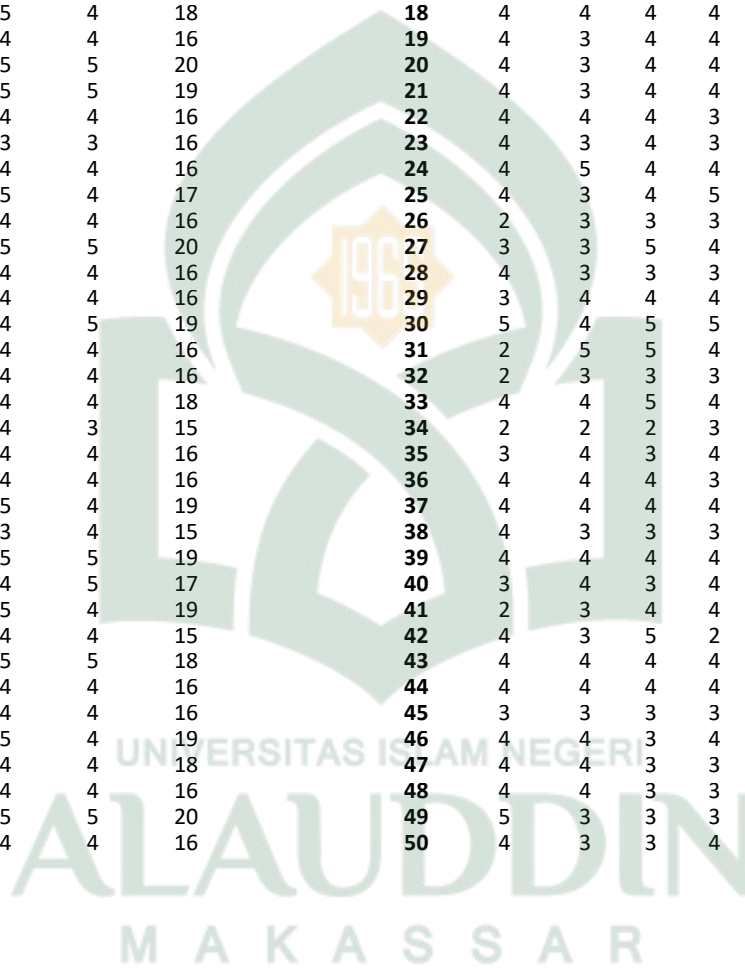 5 4 18 18 4 4 4 4
4 4 16 19 4 3 4 4
5 5 20 20 4 3 4 4
5 5 19 21 4 3 4 4
4 4 16 22 4 4 4 3
3 3 16 23 4 3 4 3
4 4 16 24 4 5 4 4
5 4 17 25 4 3 4 5
4 4 16 26 2 3 3 3
5 5 20 27 3 3 5 4
4 4 16 28 4 3 3 3
4 4 16 29 3 4 4 4
4 5 19 30 5 4 5 5
4 4 16 31 2 5 5 4
4 4 16 32 2 3 3 3
4 4 18 33 4 4 5 4
4 3 15 34 2 2 2 3
4 4 16 35 3 4 3 4
4 4 16 36 4 4 4 3
5 4 19 37 4 4 4 4
3 4 15 38 4 3 3 3
5 5 19 39 4 4 4 4
4 5 17 40 3 4 3 4
5 4 19 41 2 3 4 4
4 4 15 42 4 3 5 2
5 5 18 43 4 4 4 4
4 4 16 44 4 4 4 4
4 4 16 45 3 3 3 3
5 4 19 46 4 4 3 4
4 4 18 47 4 4 3 3
4 4 16 48 4 4 3 3
5 5 20 49 5 3 3 3
4 4 16 50 4 3 3 4
1965
UNIVERSITAS ISLAM NEGERI
ALAUDDIN
MAKASSAR